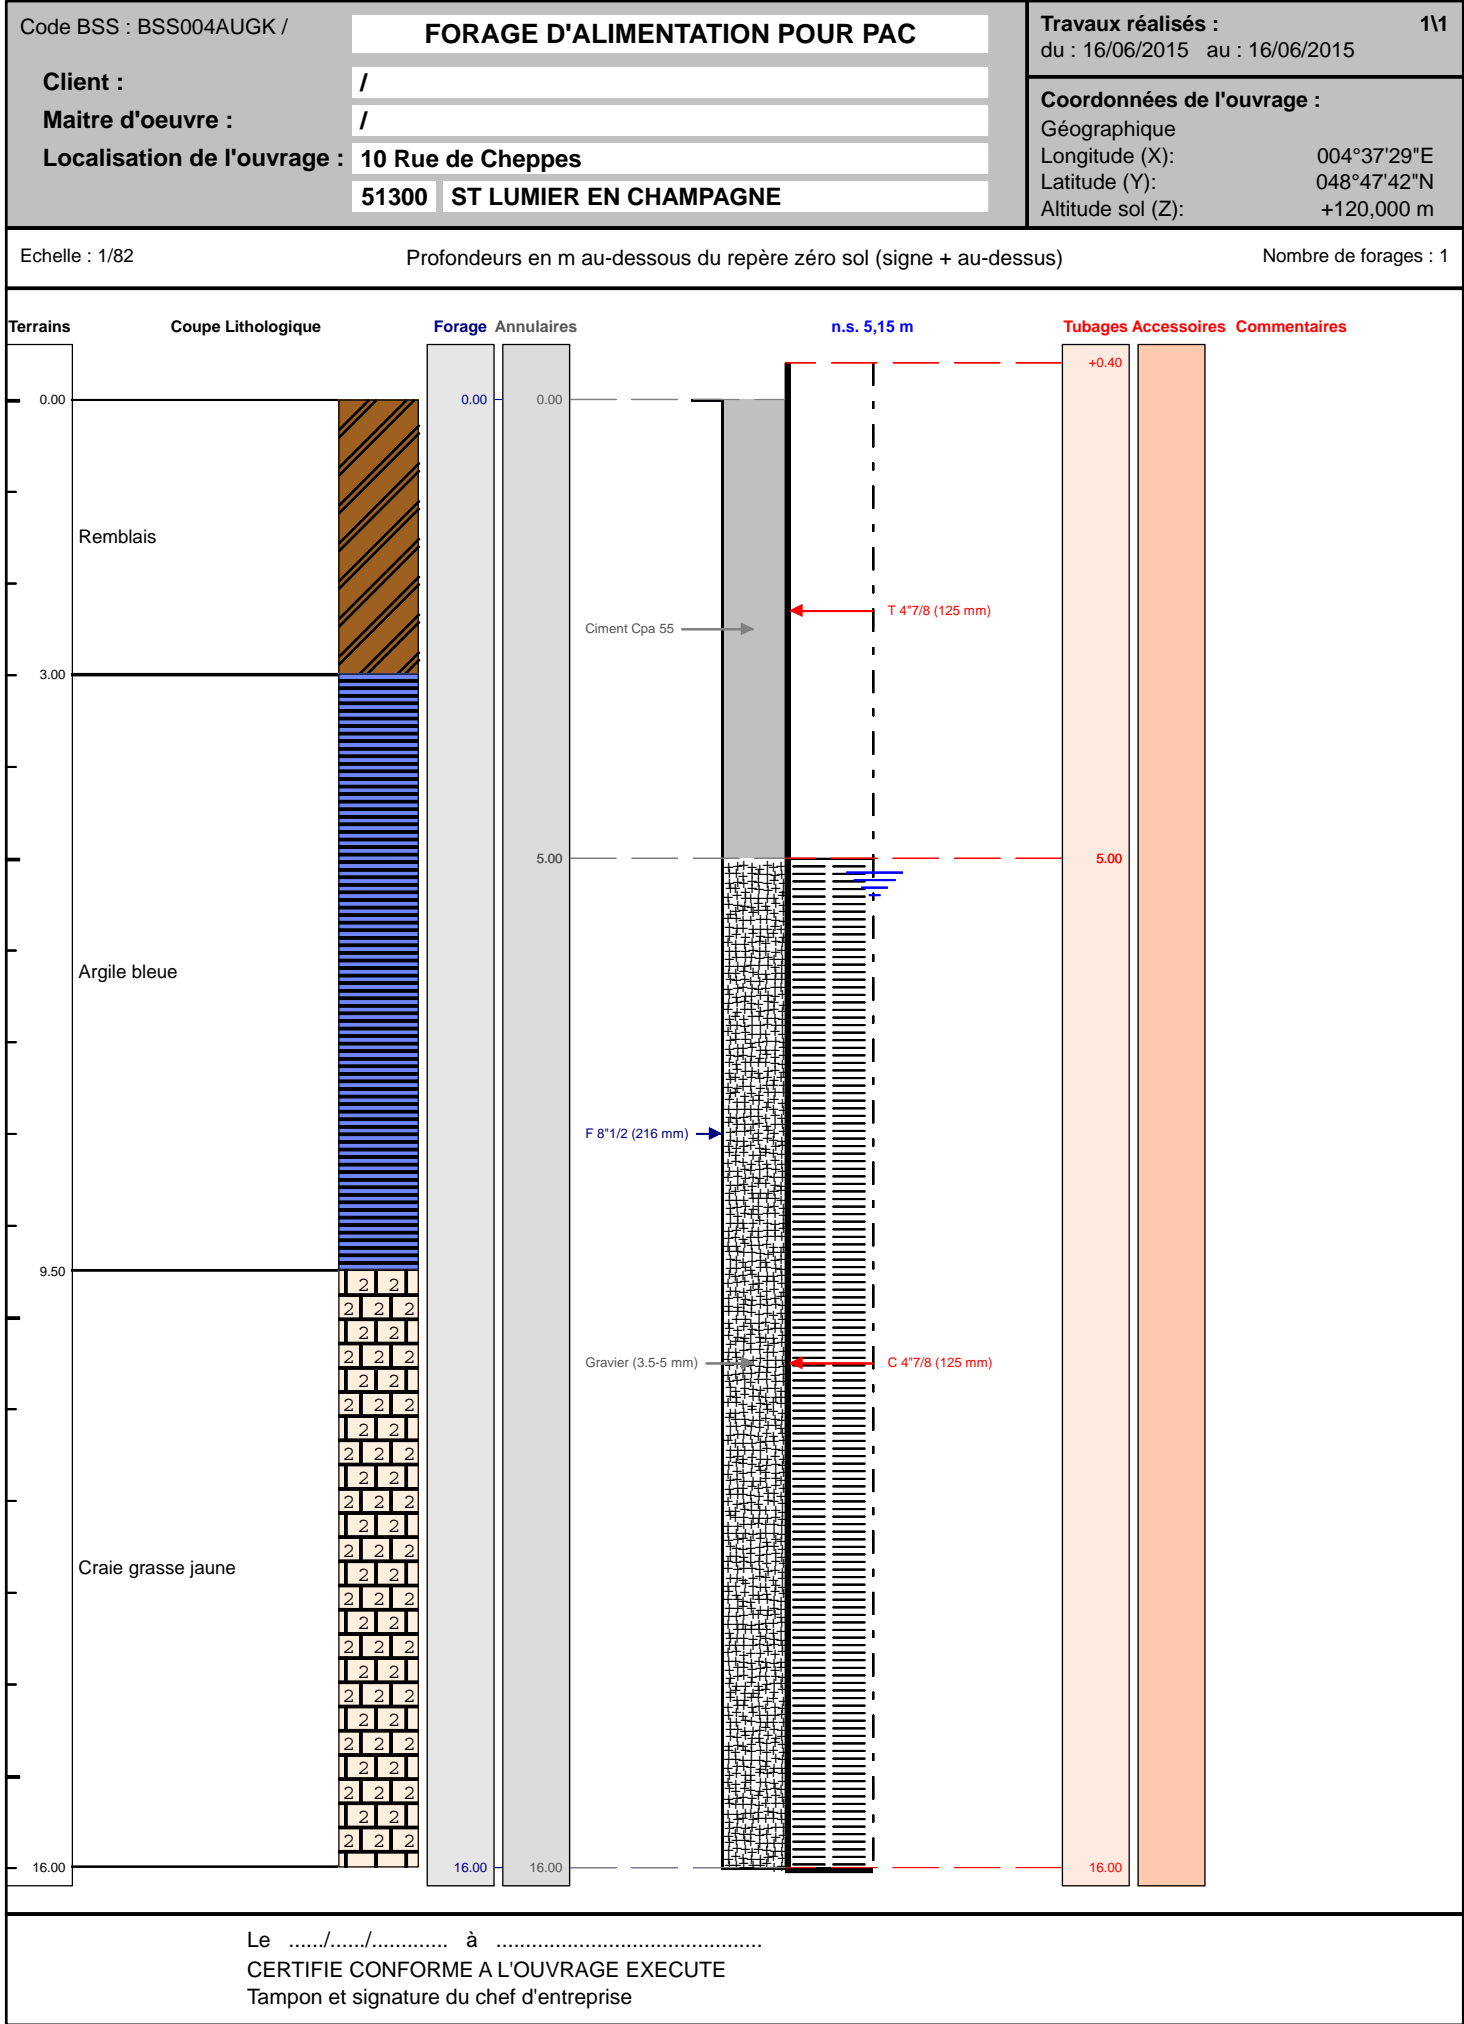 Code BSS : BSS004AUGK /
FORAGE D'ALIMENTATION POUR PAC
Client :
/
Maitre d'oeuvre :
/
Localisation de l'ouvrage :
10 Rue de Cheppes
51300 ST LUMIER EN CHAMPAGNE
Travaux réalisés : 1\1
du : 16/06/2015 au : 16/06/2015
Coordonnées de l'ouvrage :
Géographique
Longitude (X): 004°37'29"E
Latitude (Y): 048°47'42"N
Altitude sol (Z): +120,000 m
Echelle : 1/82
Profondeurs en m au-dessous du repère zéro sol (signe + au-dessus)
Nombre de forages : 1
Terrains
Coupe Lithologique
Forage
Annulaires
n.s. 5,15 m
Tubages
Accessoires
Commentaires
+0.40
0.00
0.00
0.00
Remblais
T 4"7/8 (125 mm)
Ciment Cpa 55
3.00
5.00
5.00
Argile bleue
F 8"1/2 (216 mm)
9.50
Gravier (3.5-5 mm)
C 4"7/8 (125 mm)
Craie grasse jaune
16.00
16.00
16.00
16.00
Le ....../....../............. à .............................................
CERTIFIE CONFORME A L'OUVRAGE EXECUTE
Tampon et signature du chef d'entreprise